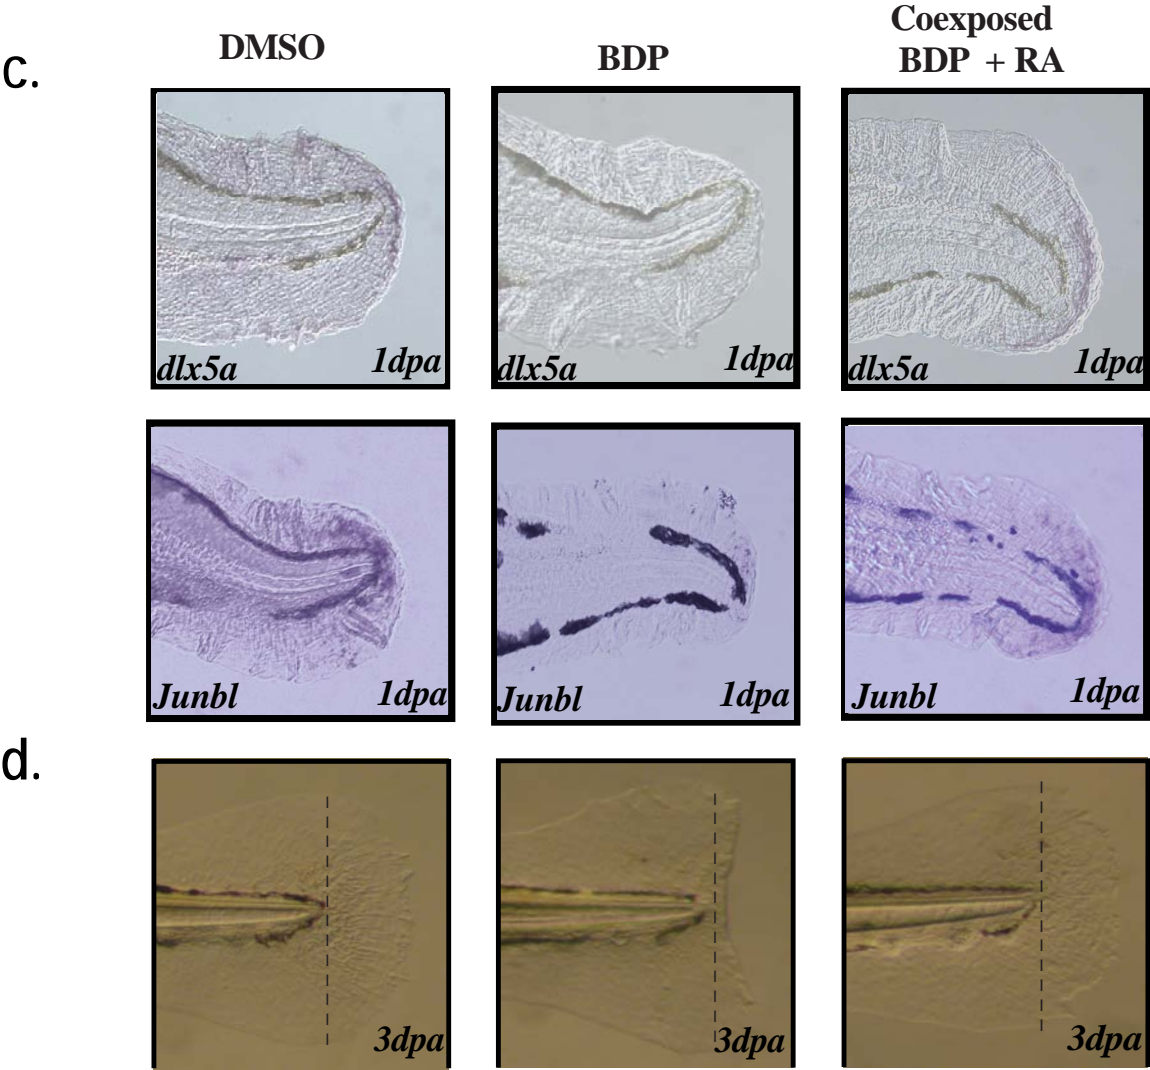 c.
DMSO
BDP
Coexposed
BDP + RA
dlx5a 1dpa
dlx5a 1dpa
dlx5a 1dpa
Junbl 1dpa
Junbl 1dpa
Junbl 1dpa
d.
3dpa
3dpa
3dpa